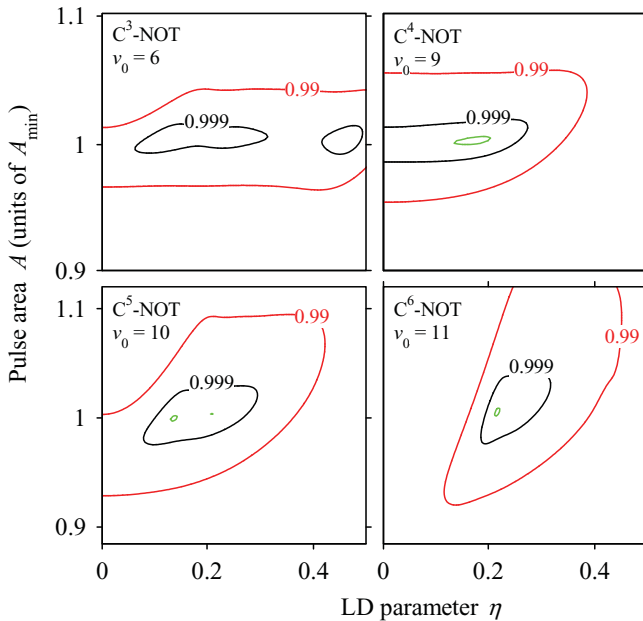 1.1
C³-NOT
v₀ = 6
0.99
0.999
1
0.9
C⁴-NOT
v₀ = 9
0.99
0.999
1.1
C⁵-NOT
v₀ = 10
0.99
0.999
1
0.9
C⁶-NOT
v₀ = 11
0.99
0.999
0
0.2
0.4
0.2
0.4
Pulse area A (units of Amin)
LD parameter η